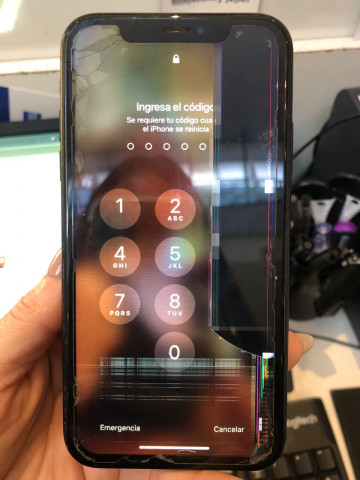 Ingresa el código
Se requiere tu código cua
el iPhone se reinicia
1
2
ABC
4
GHI
5
JKL
7
PQRS
8
TUV
0
Emergencia
Cancelar
logitech